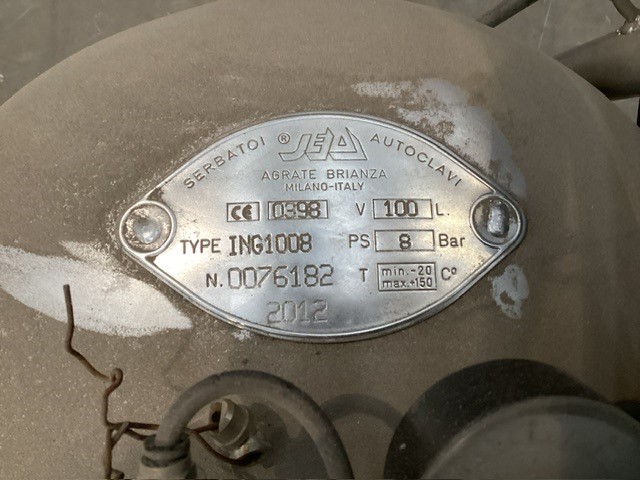 SERBATOI ® SEA AUTOCLAVI
AGRATE BRIANZA
MILANO-ITALY
CE 0398 V 100 L.
TYPE ING1008 PS 8 Bar
N. 0076182 T min.-20 max.+150 C°
2012